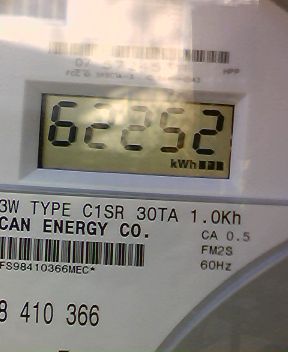 HPP
62252
kWh
3W TYPE C1SR 30TA 1.0Kh
CAN ENERGY CO.
CA 0.5
FM2S
60Hz
FS98410366MEC*
8 410 366